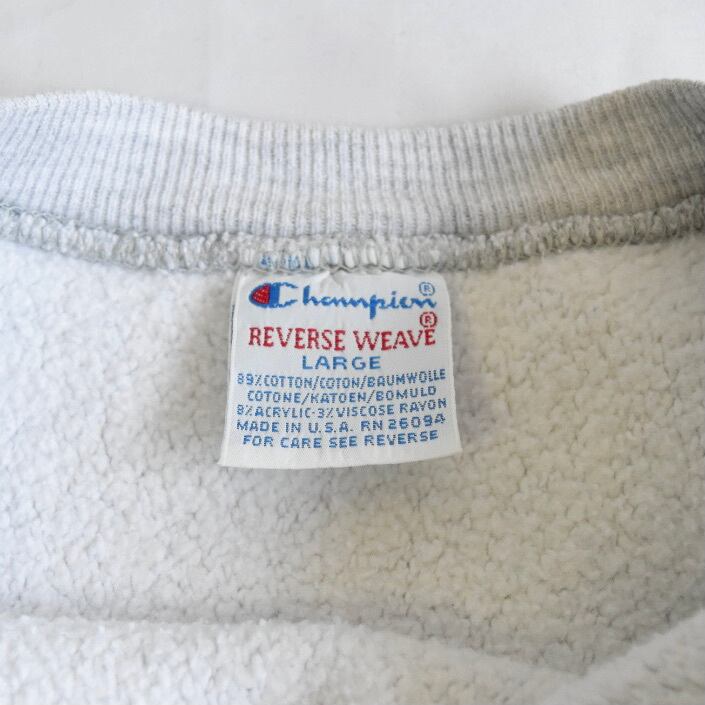 Champion®
REVERSE WEAVE®
LARGE
89%COTTON/COTON/BAUMWOLLE
COTONE/KATOEN/BOMULD
8%ACRYLIC-3%VISCOSE RAYON
MADE IN U.S.A. RN 26094
FOR CARE SEE REVERSE